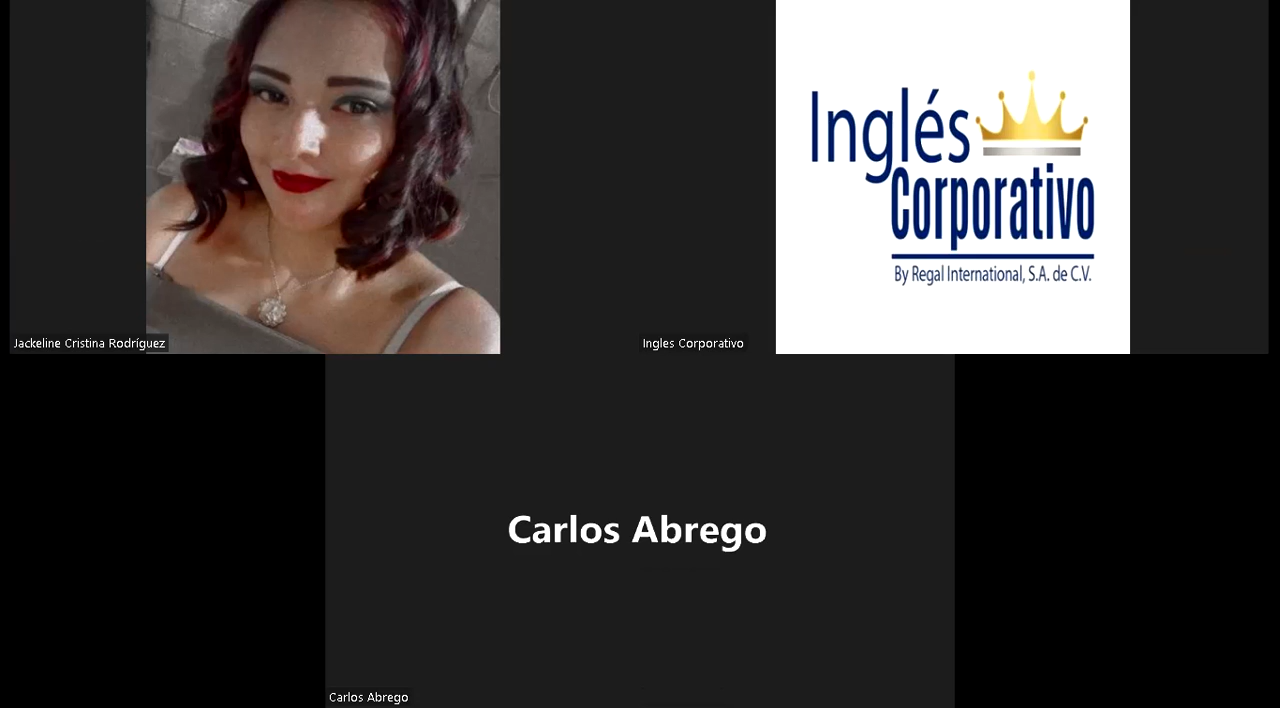 Inglés
Corporativo
By Regal International, S.A. de C.V.
Jackeline Cristina Rodríguez
Ingles Corporativo
Carlos Abrego
Carlos Abrego